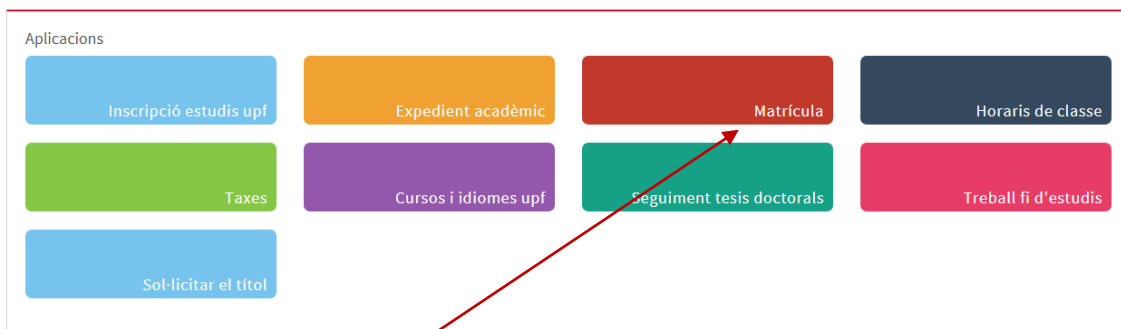 Aplicacions
Inscripció estudis upf
Expedient acadèmic
Matrícula
Horaris de classe
Taxes
Cursos i idiomes upf
Seguiment tesis doctorals
Treball fi d'estudis
Sol·licitar el títol